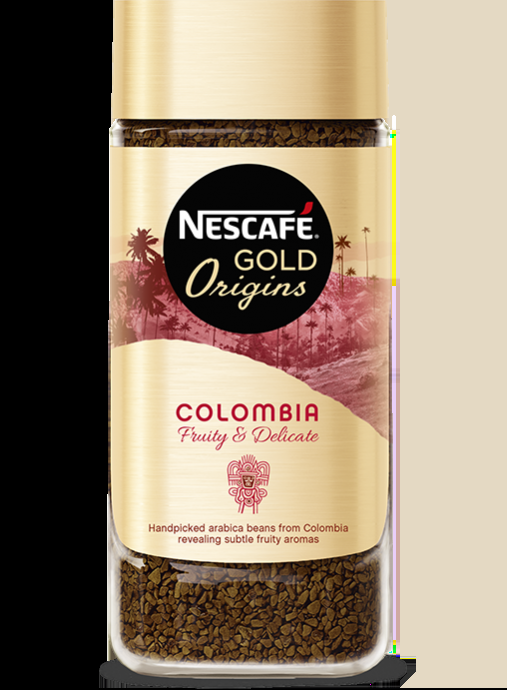 NESCAFÉ®
GOLD
Origins
COLOMBIA
Fruity & Delicate
Handpicked arabica beans from Colombia
revealing subtle fruity aromas